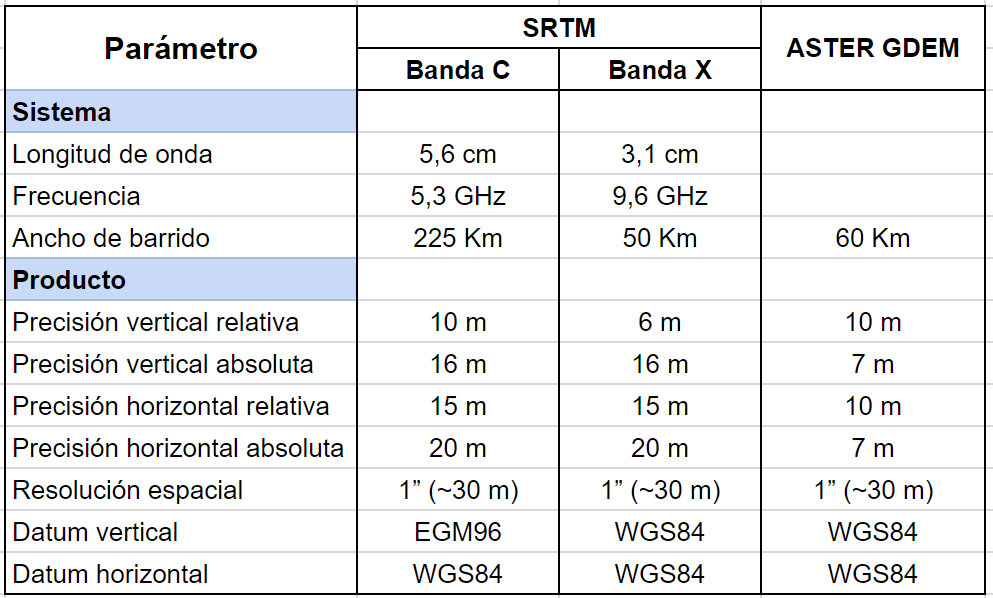 Parámetro SRTM ASTER GDEM
Banda C Banda X
Sistema
Longitud de onda 5,6 cm 3,1 cm
Frecuencia 5,3 GHz 9,6 GHz
Ancho de barrido 225 Km 50 Km 60 Km
Producto
Precisión vertical relativa 10 m 6 m 10 m
Precisión vertical absoluta 16 m 16 m 7 m
Precisión horizontal relativa 15 m 15 m 10 m
Precisión horizontal absoluta 20 m 20 m 7 m
Resolución espacial 1” (~30 m) 1” (~30 m) 1” (~30 m)
Datum vertical EGM96 WGS84 WGS84
Datum horizontal WGS84 WGS84 WGS84